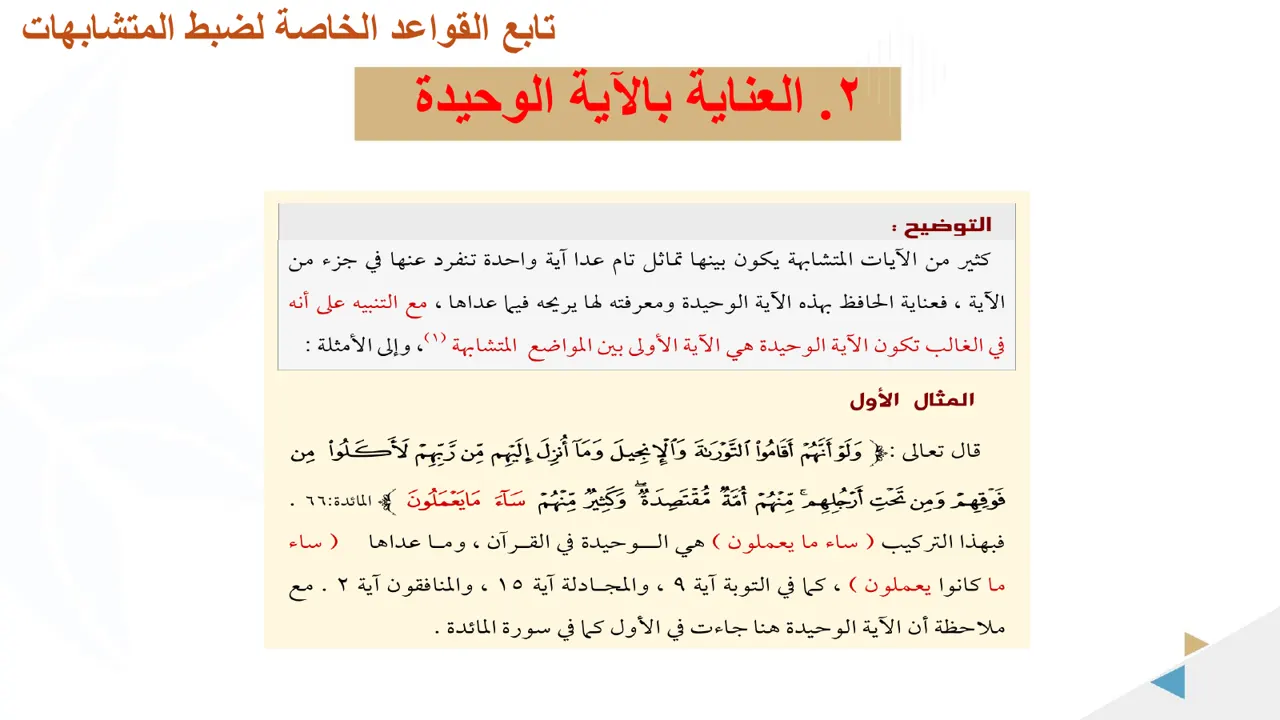 تابع القواعد الخاصة لضبط المتشابهات
٢. العناية بالآية الوحيدة
التوضيح :
كثير من الآيات المتشابهة يكون بينها تماثل تام عدا آية واحدة تنفرد عنها في جزء من
الآية ، فعناية الحافظ بهذه الآية الوحيدة ومعرفته لها يريحه فيما عداها ، مع التنبيه على أنه
في الغالب تكون الآية الوحيدة هي الآية الأولى بين المواضع المتشابهة (١)، وإلى الأمثلة :
المثال الأول
قال تعالى :﴿ وَلَوۡ أَنَّهُمۡ أَقَامُواْ ٱلتَّوۡرَىٰةَ وَٱلۡإِنجِيلَ وَمَآ أُنزِلَ إِلَيۡهِم مِّن رَّبِّهِمۡ لَأَكَلُواْ مِن
فَوۡقِهِمۡ وَمِن تَحۡتِ أَرۡجُلِهِمۚ مِّنۡهُمۡ أُمَّةٞ مُّقۡتَصِدَةٞۖ وَكَثِيرٞ مِّنۡهُمۡ سَآءَ مَايَعۡمَلُونَ ﴾ المائدة:٦٦ .
فبهذا التركيب ( ساء ما يعملون ) هي الوحيدة في القرآن ، وما عداها ( ساء
ما كانوا يعملون ) ، كما في التوبة آية ٩ ، والمجادلة آية ١٥ ، والمنافقون آية ٢ . مع
ملاحظة أن الآية الوحيدة هنا جاءت في الأول كما في سورة المائدة .